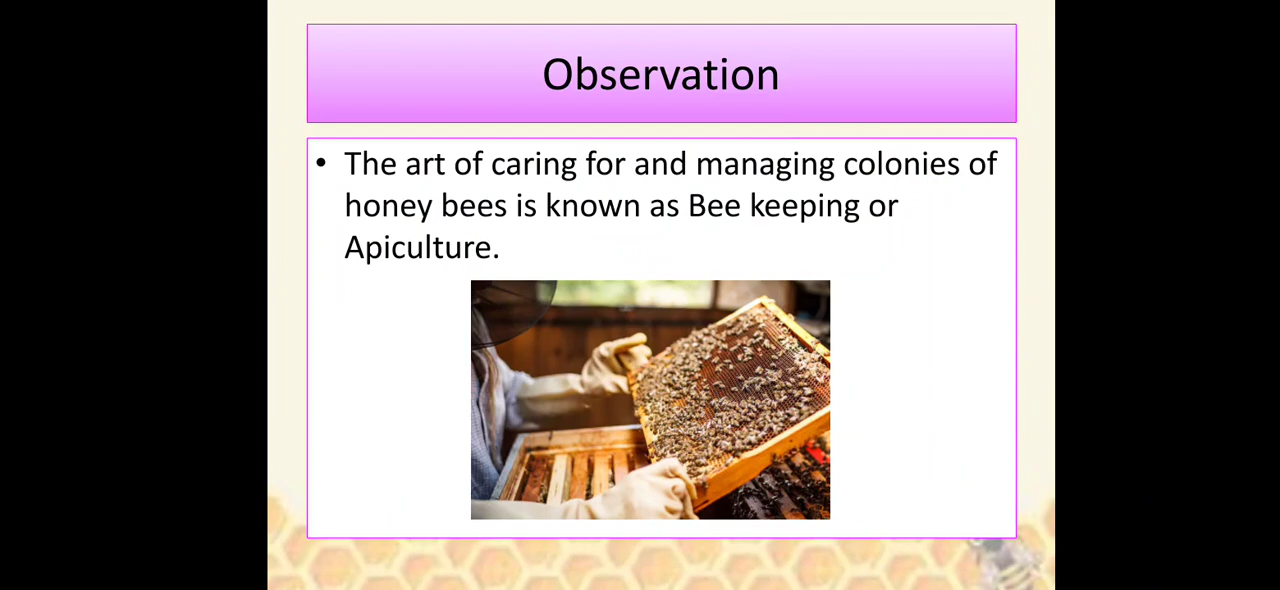 Observation
• The art of caring for and managing colonies of
honey bees is known as Bee keeping or
Apiculture.